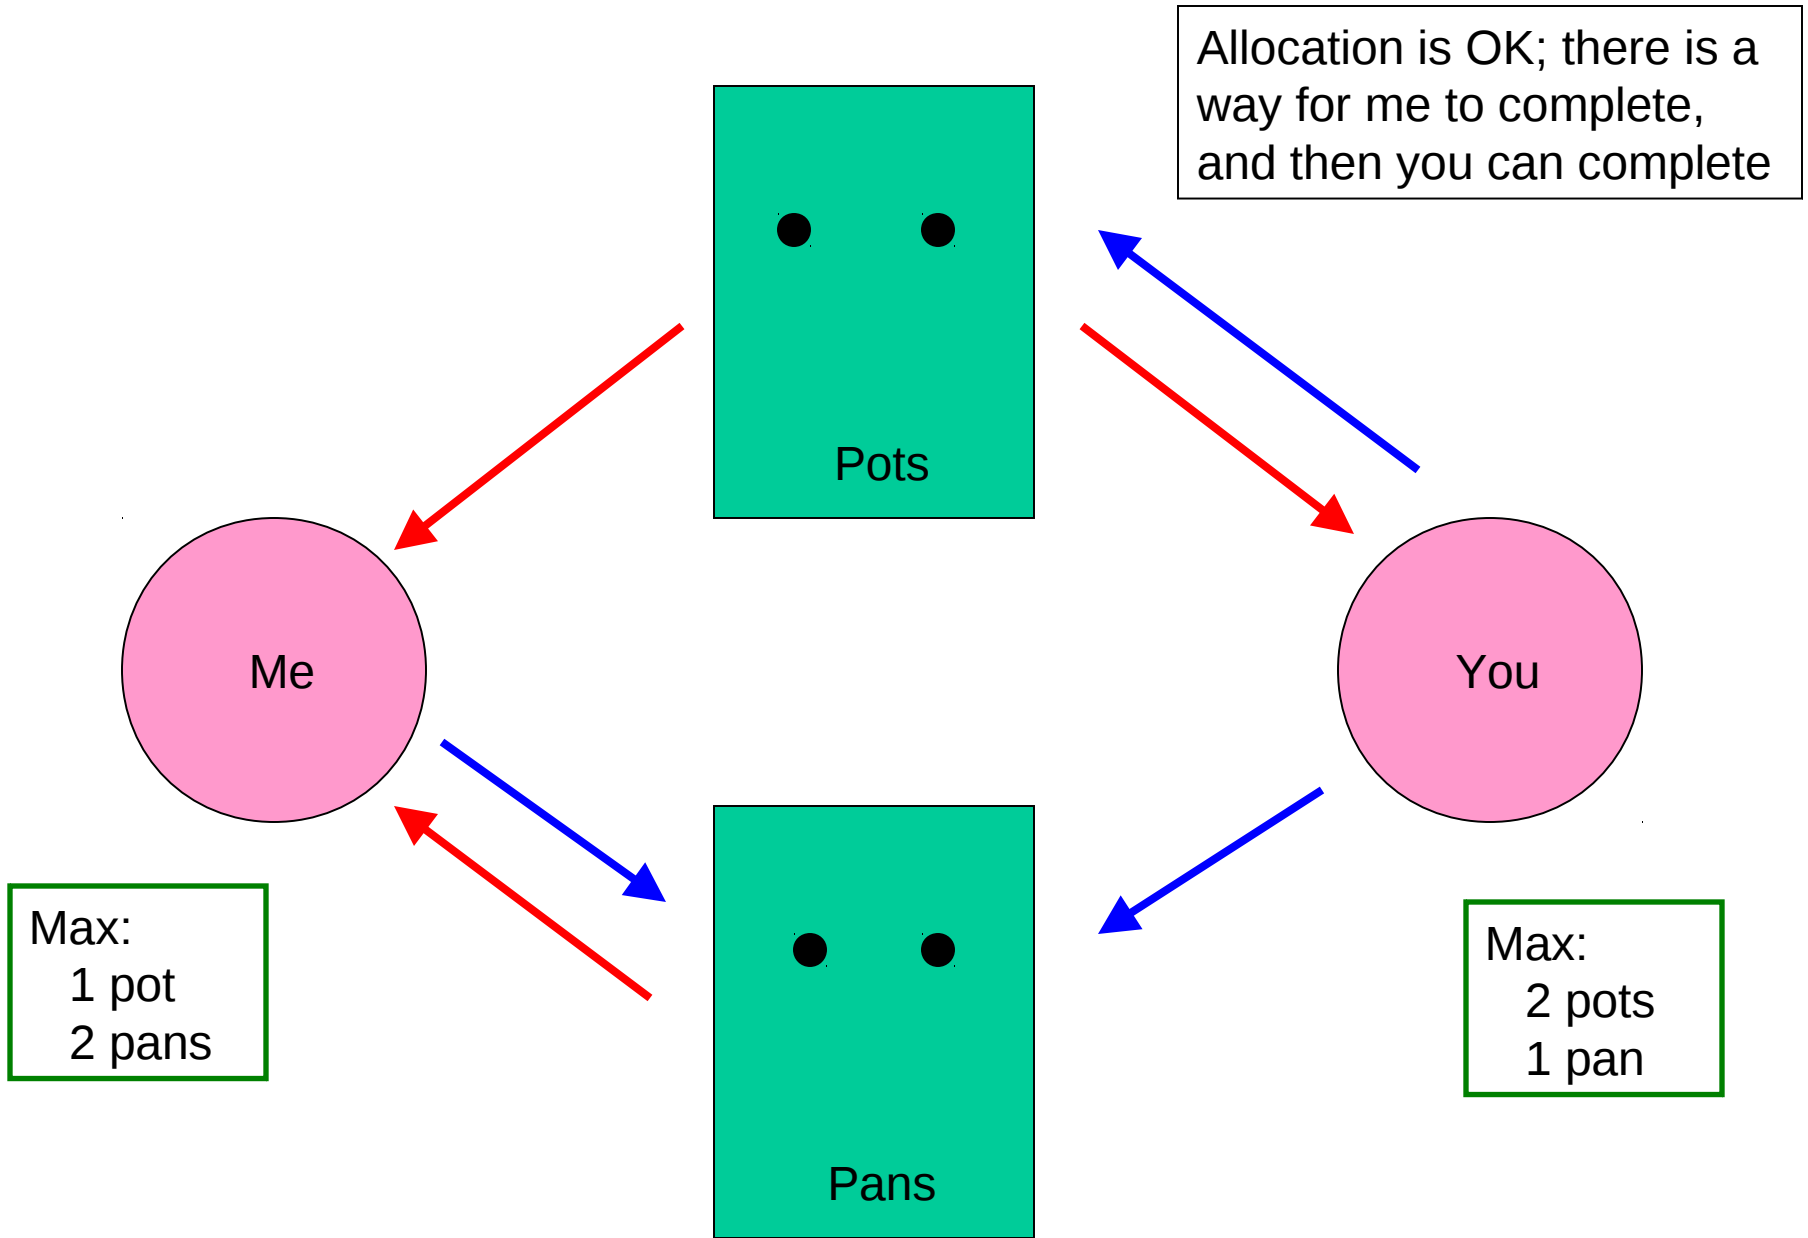 Allocation is OK; there is a
way for me to complete,
and then you can complete
Pots
Me
You
Max:
1 pot
2 pans
Max:
2 pots
1 pan
Pans